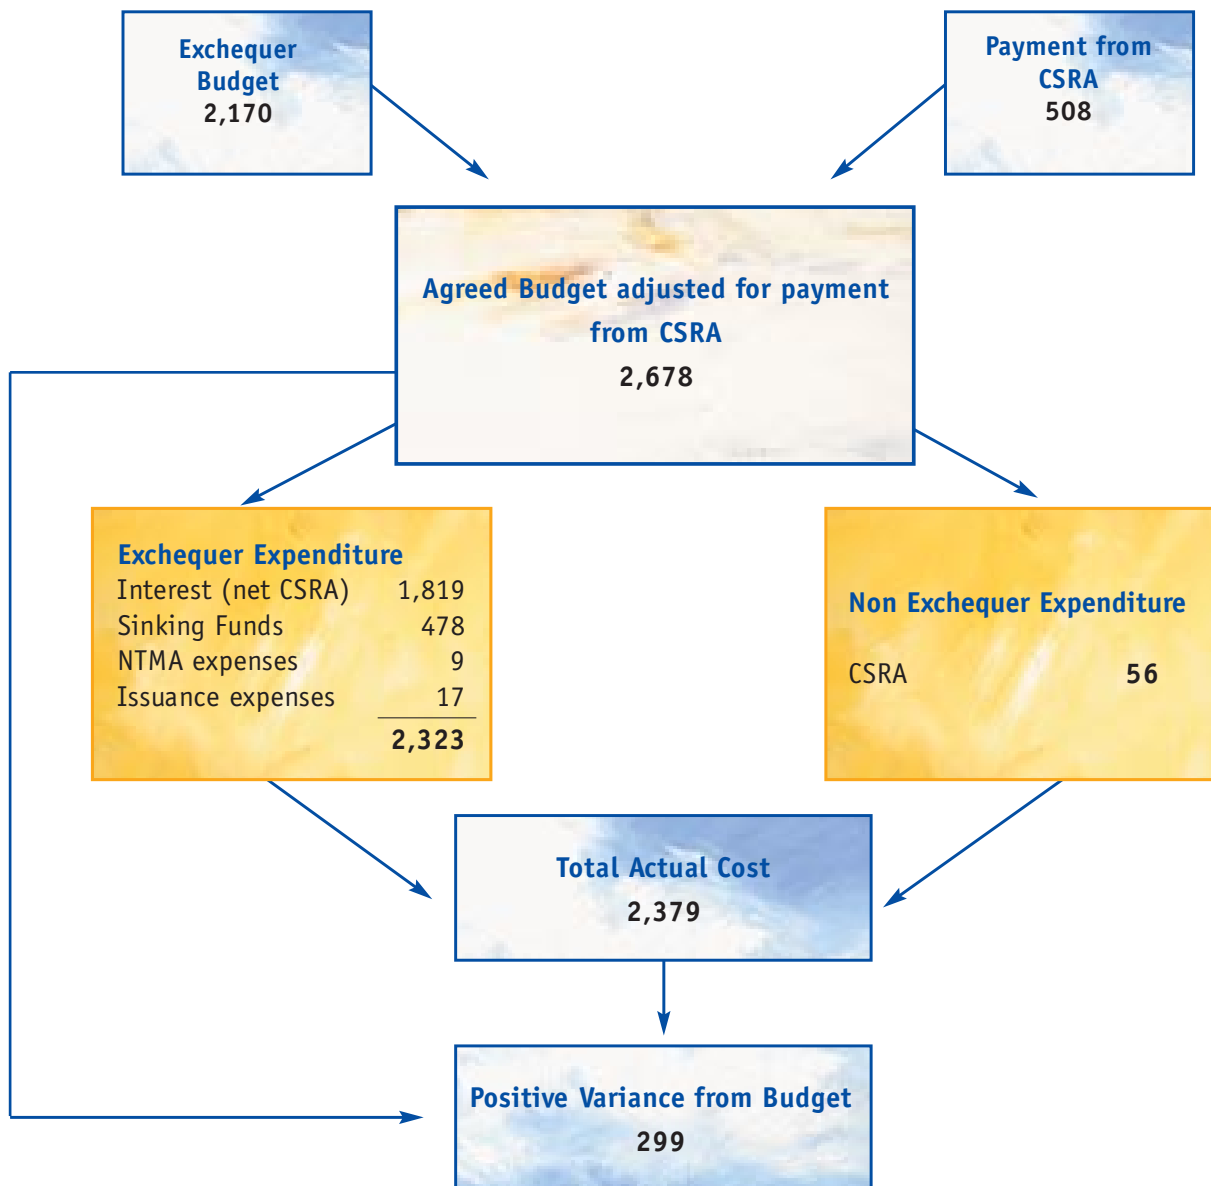 Exchequer
Budget
2,170
Payment from
CSRA
508
Agreed Budget adjusted for payment
from CSRA
2,678
Exchequer Expenditure
Interest (net CSRA) 1,819
Sinking Funds 478
NTMA expenses 9
Issuance expenses 17
2,323
Non Exchequer Expenditure
CSRA 56
Total Actual Cost
2,379
Positive Variance from Budget
299